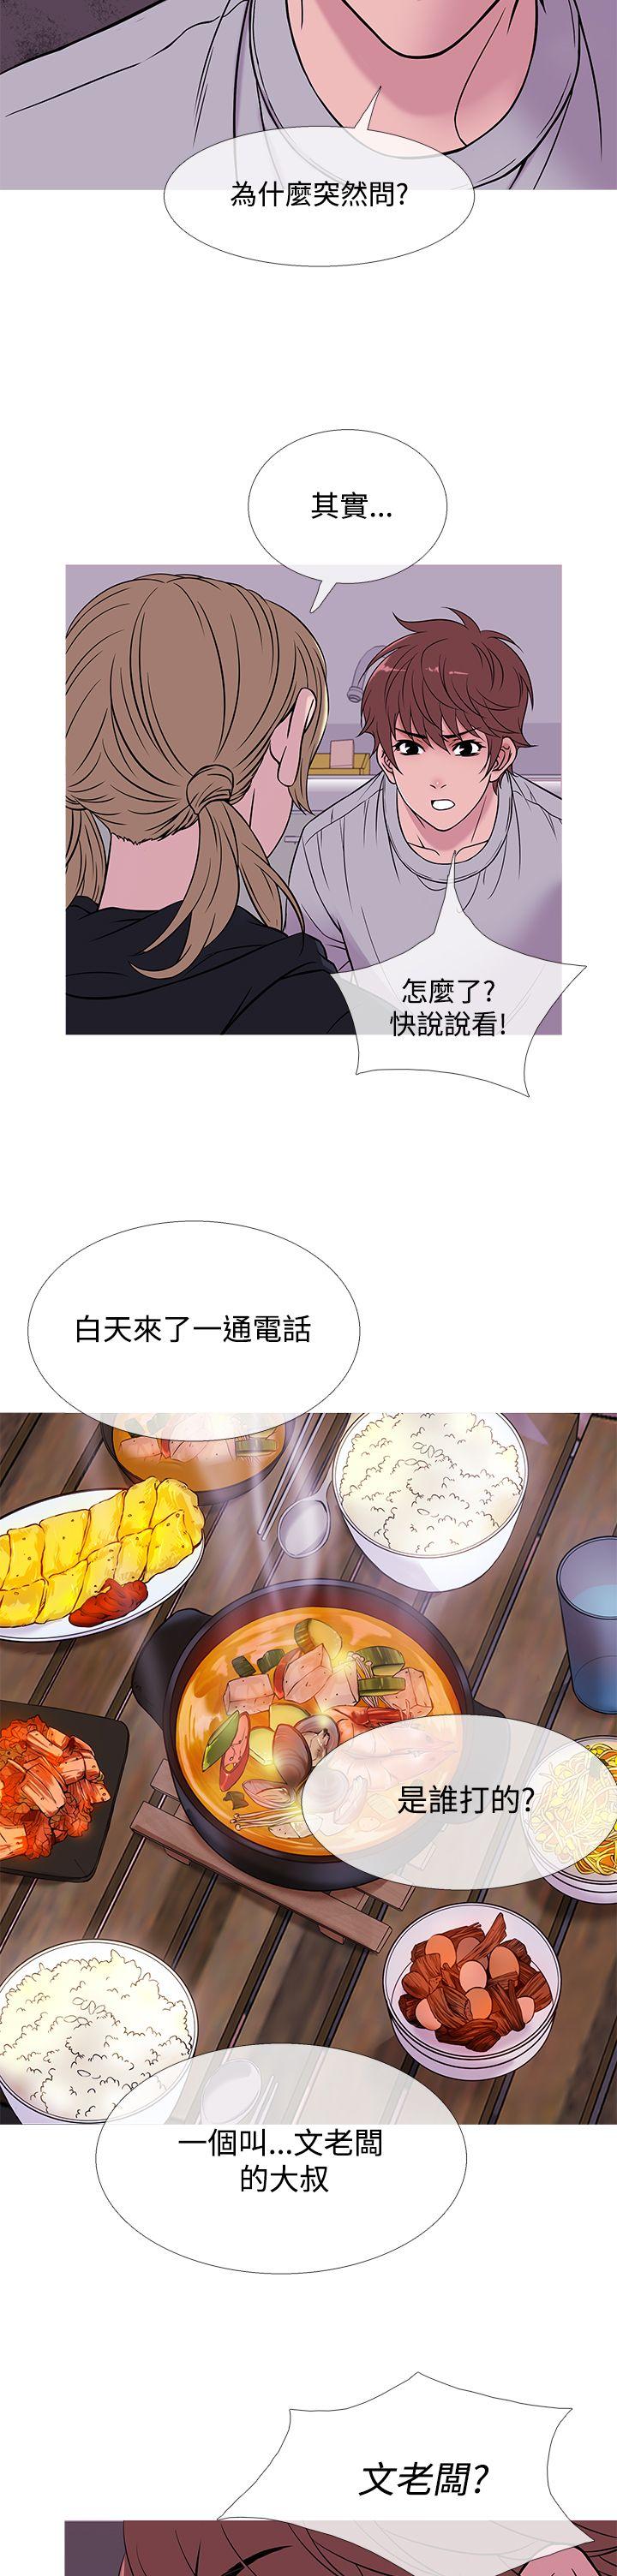 為什麼突然問?
其實...
怎麼了?
快說說看!
白天來了一通電話
是誰打的?
一個叫...文老闆
的大叔
文老闆?